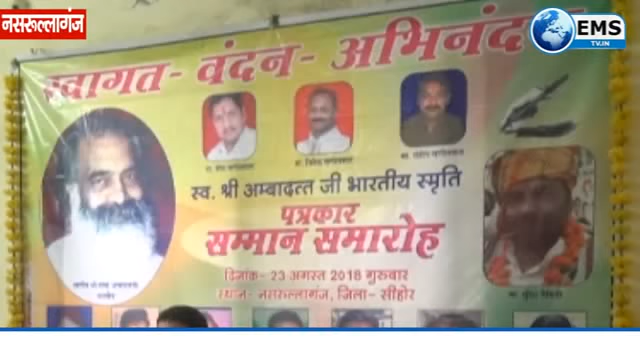 नसरूल्लागंज
EMS
TV.IN
स्वागत - वंदन - अभिनंदन
स्व. श्री अम्बादत्त जी भारतीय स्मृति
पत्रकार
सम्मान समारोह
दिनांक- 23 अगस्त 2018 गुरुवार
स्थान- नसरूल्लागंज, जिला- सीहोर